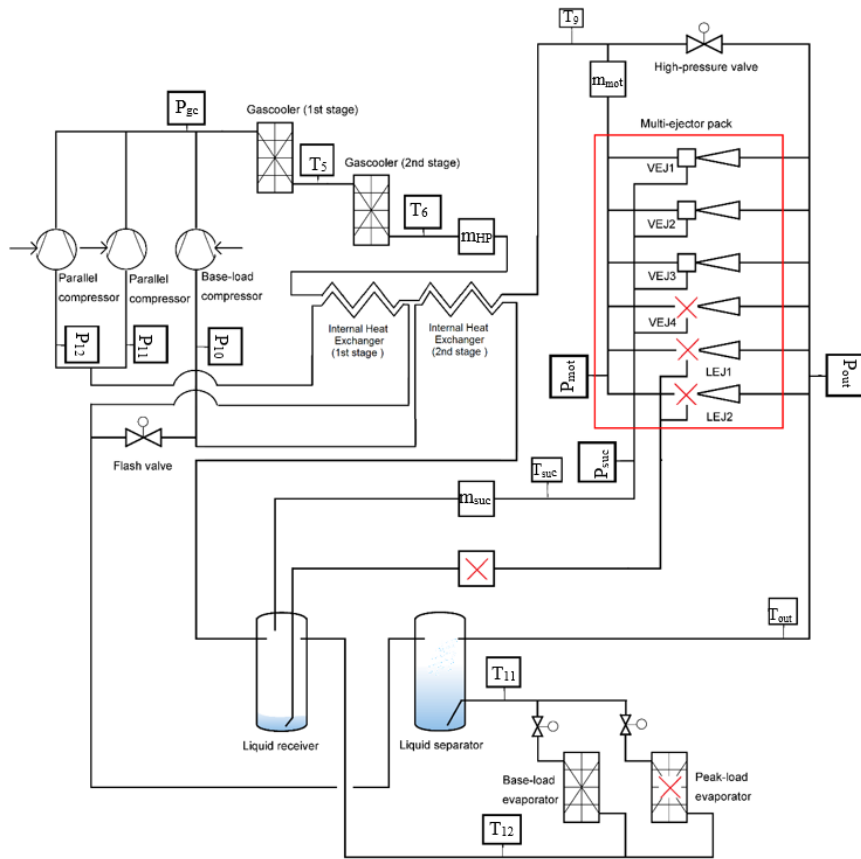 T9
High-pressure valve
mmot
Pgc
Gascooler (1st stage)
T5
Gascooler (2nd stage)
T6
mHP
Multi-ejector pack
VEJ1
VEJ2
VEJ3
VEJ4
LEJ1
LEJ2
Parallel
compressor
Parallel
compressor
Base-load
compressor
Internal Heat
Exchanger
(1st stage )
Internal Heat
Exchanger
(2nd stage )
P12
P11
P10
Pmot
Pout
Flash valve
Psuc
Tsuc
msuc
Tout
T11
Liquid receiver
Liquid separator
Base-load
evaporator
Peak-load
evaporator
T12